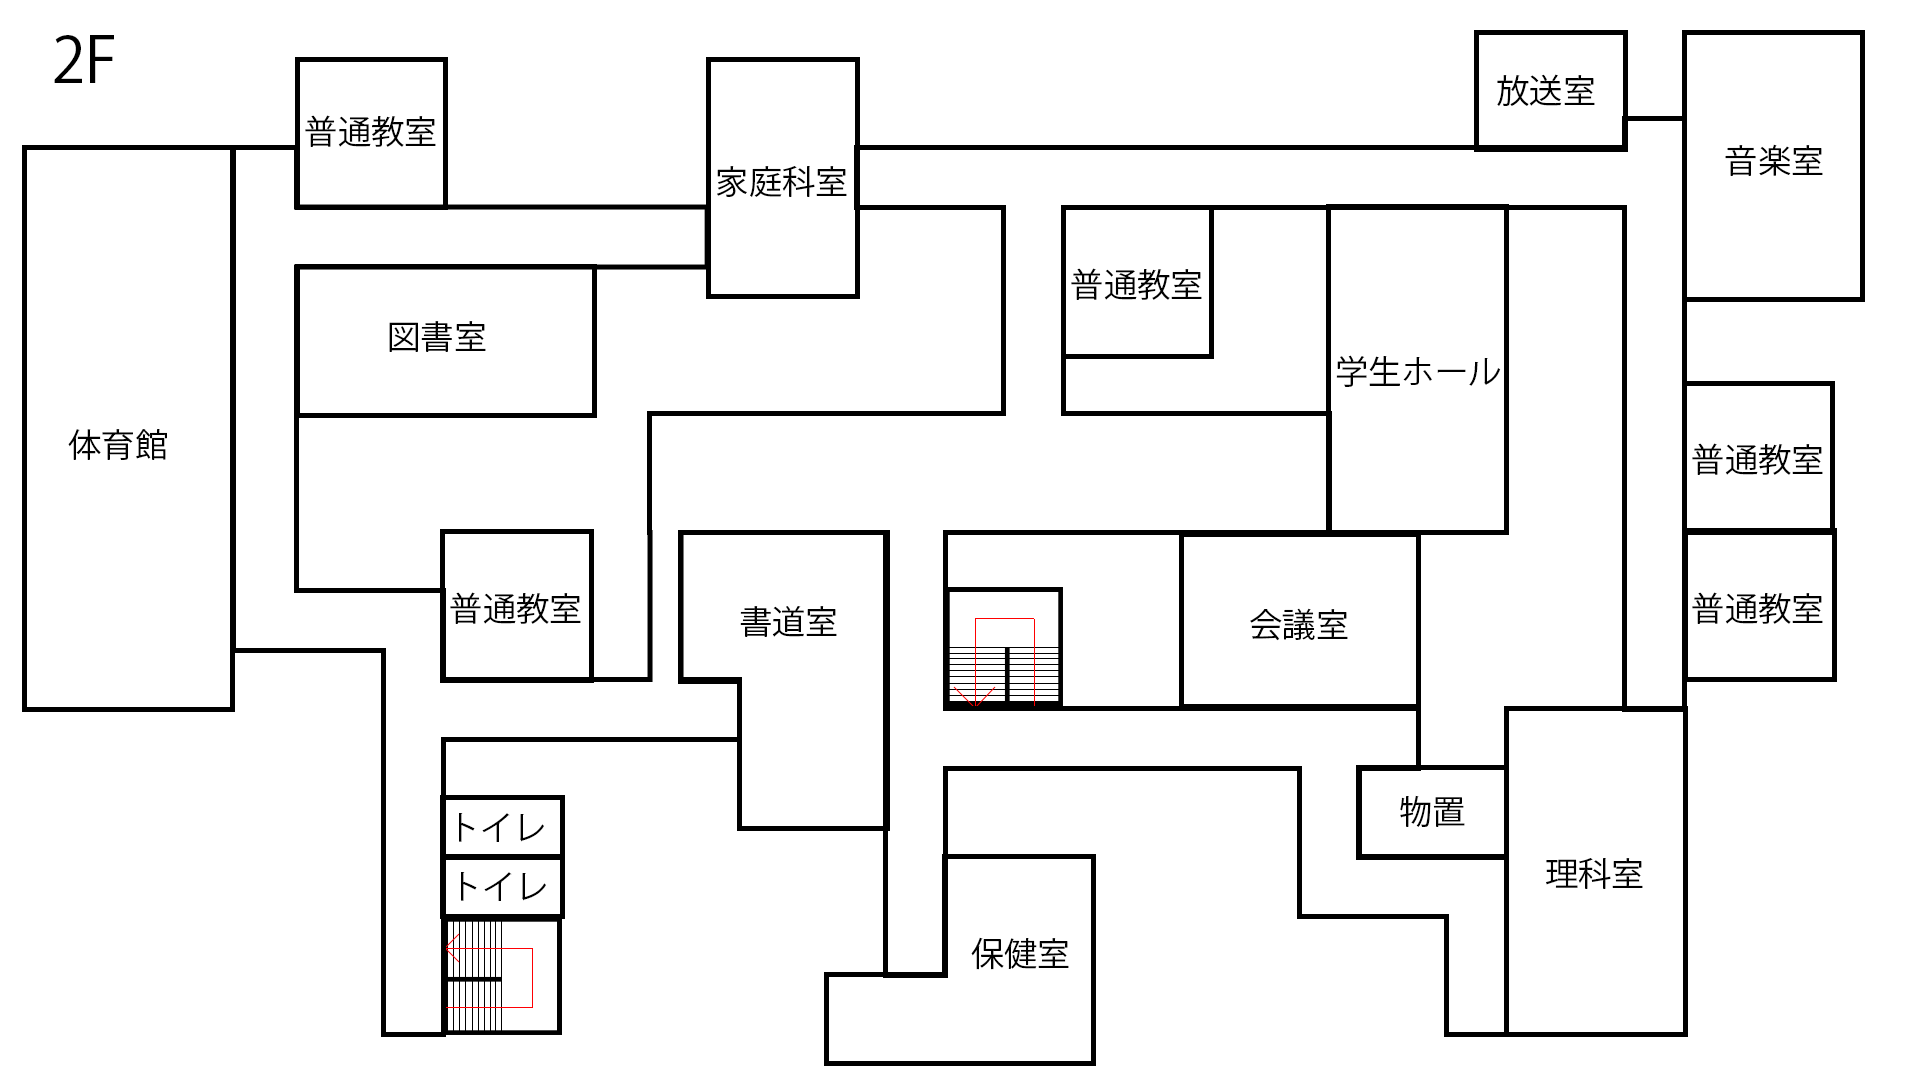 2F
普通教室
家庭科室
放送室
音楽室
体育館
図書室
普通教室
学生ホール
普通教室
普通教室
普通教室
書道室
会議室
トイレ
トイレ
物置
理科室
保健室